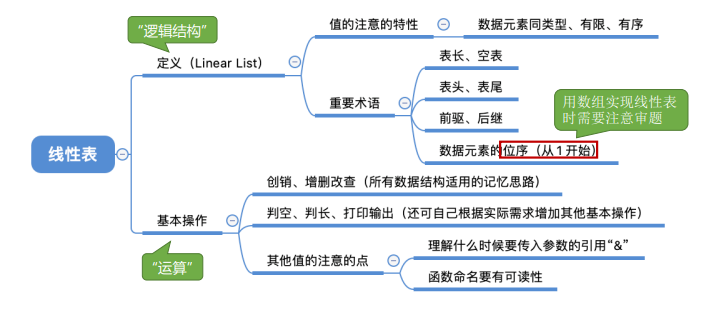 “逻辑结构”
值的注意的特性
数据元素同类型、有限、有序
定义（Linear List）
表长、空表
表头、表尾
重要术语
前驱、后继
用数组实现线性表
时需要注意审题
数据元素的位序（从1开始）
线性表
创销、增删改查（所有数据结构适用的记忆思路）
基本操作
判空、判长、打印输出（还可自己根据实际需求增加其他基本操作）
“运算”
其他值的注意的点
理解什么时候要传入参数的引用“&”
函数命名要有可读性